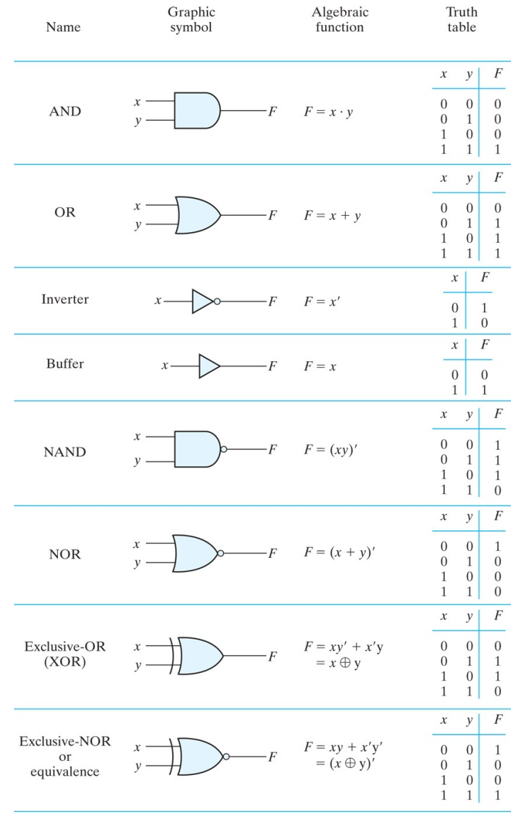 Name Graphic symbol Algebraic function Truth table
x y F
AND x y F F = x · y
0 0 0
0 1 0
1 0 0
1 1 1
x y F
OR x y F F = x + y
0 0 0
0 1 1
1 0 1
1 1 1
x F
Inverter x F F = x′
0 1
1 0
x F
Buffer x F F = x
0 0
1 1
x y F
NAND x y F F = (xy)′
0 0 1
0 1 1
1 0 1
1 1 0
x y F
NOR x y F F = (x + y)′
0 0 1
0 1 0
1 0 0
1 1 0
x y F
Exclusive-OR
(XOR)
x y F
F = xy′ + x′y
= x ⊕ y
0 0 0
0 1 1
1 0 1
1 1 0
x y F
Exclusive-NOR
or
equivalence
x y F
F = xy + x′y′
= (x ⊕ y)′
0 0 1
0 1 0
1 0 0
1 1 1